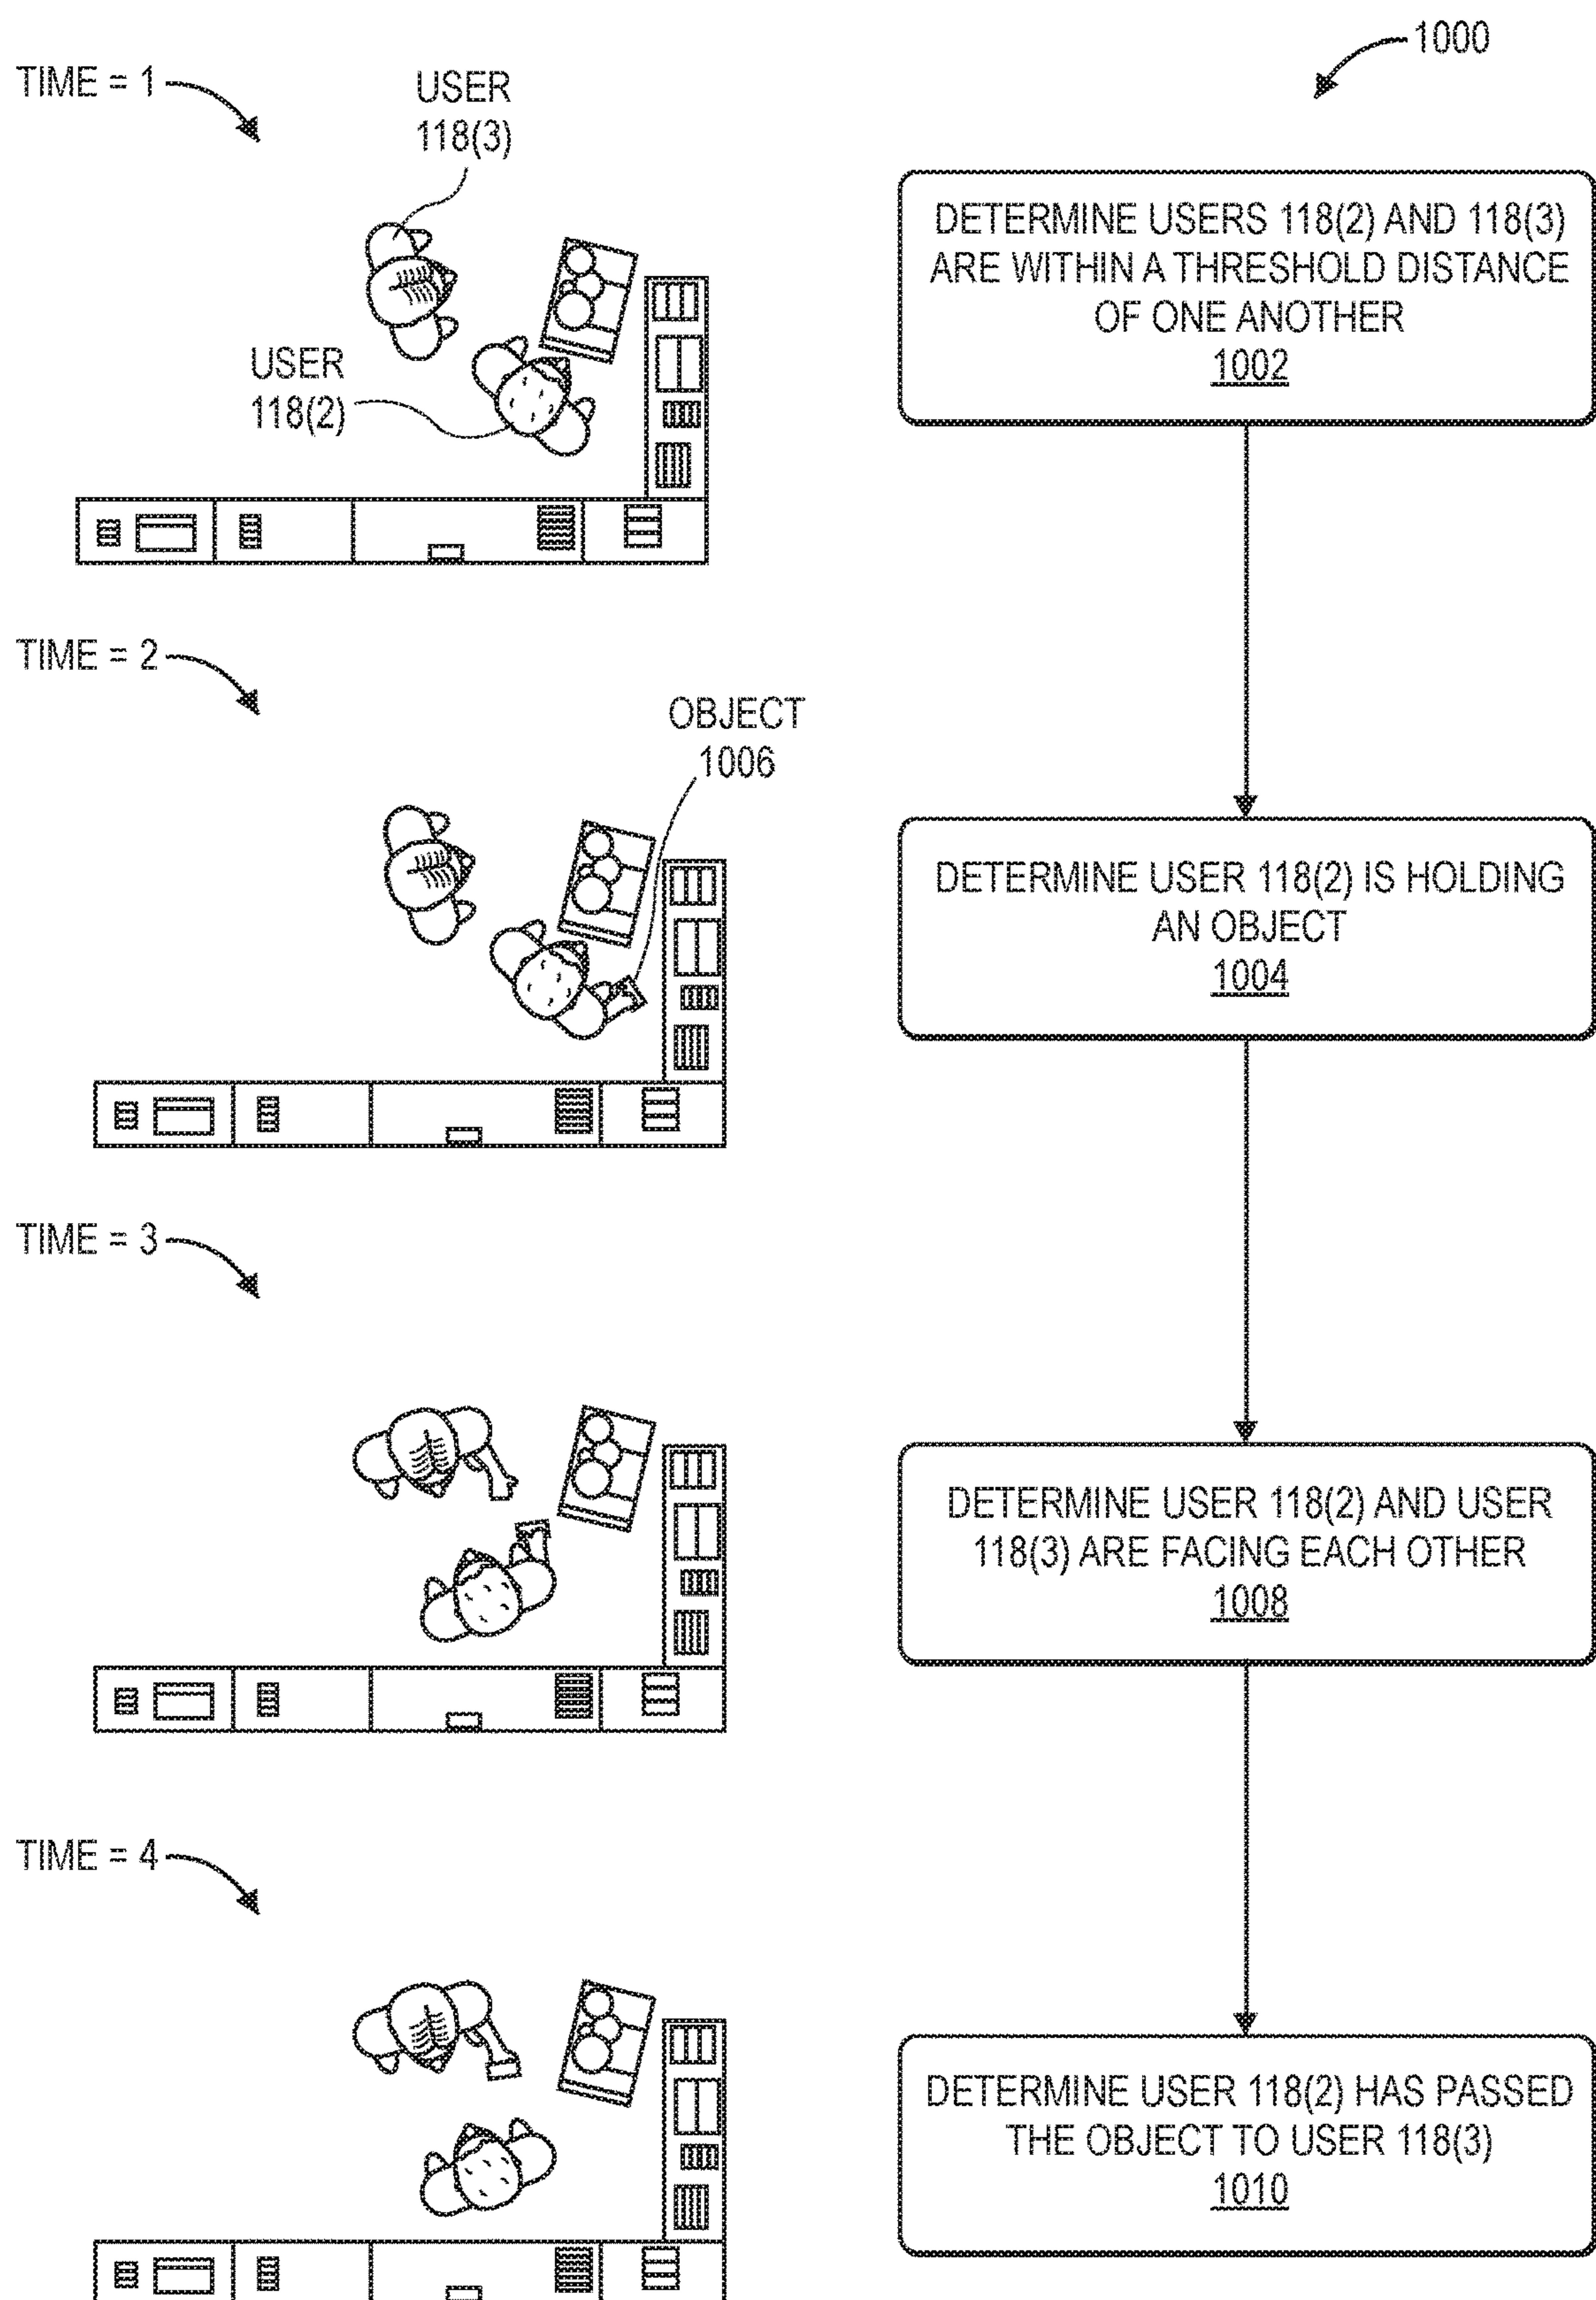 1000
TIME = 1
USER
118(3)
USER
118(2)
DETERMINE USERS 118(2) AND 118(3)
ARE WITHIN A THRESHOLD DISTANCE
OF ONE ANOTHER
1002
TIME = 2
OBJECT
1006
DETERMINE USER 118(2) IS HOLDING
AN OBJECT
1004
TIME = 3
DETERMINE USER 118(2) AND USER
118(3) ARE FACING EACH OTHER
1008
TIME = 4
DETERMINE USER 118(2) HAS PASSED
THE OBJECT TO USER 118(3)
1010